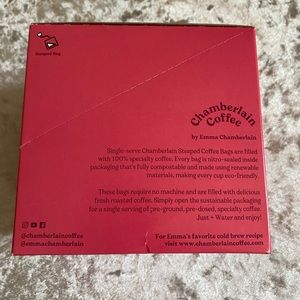 Steeped Bag
Chamberlain
Coffee
by Emma Chamberlain
Single-serve Chamberlain Steeped Coffee Bags are filled
with 100% specialty coffee. Every bag is nitro-sealed inside
packaging that's fully compostable and made using renewable
materials, making every cup eco-friendly.
These bags require no machine and are filled with delicious
fresh roasted coffee. Simply open the sustainable packaging
for a single serving of pre-ground, pre-dosed, specialty coffee.
Just + Water and enjoy!
@chamberlaincoffee
@emmachamberlain
For Emma's favorite cold brew recipe
visit www.chamberlaincoffee.com